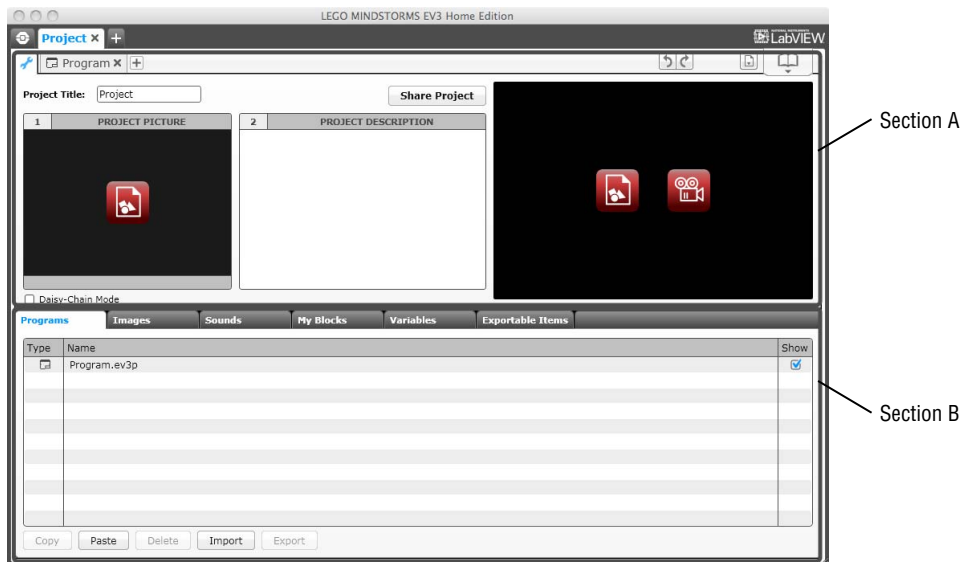 LEGO MINDSTORMS EV3 Home Edition
Project × +
NATIONAL INSTRUMENTS
LabVIEW
Program × +
Project Title: Project
Share Project
1 PROJECT PICTURE
2 PROJECT DESCRIPTION
Section A
Daisy-Chain Mode
Programs Images Sounds My Blocks Variables Exportable Items
Type Name Show
Program.ev3p
Section B
Copy Paste Delete Import Export